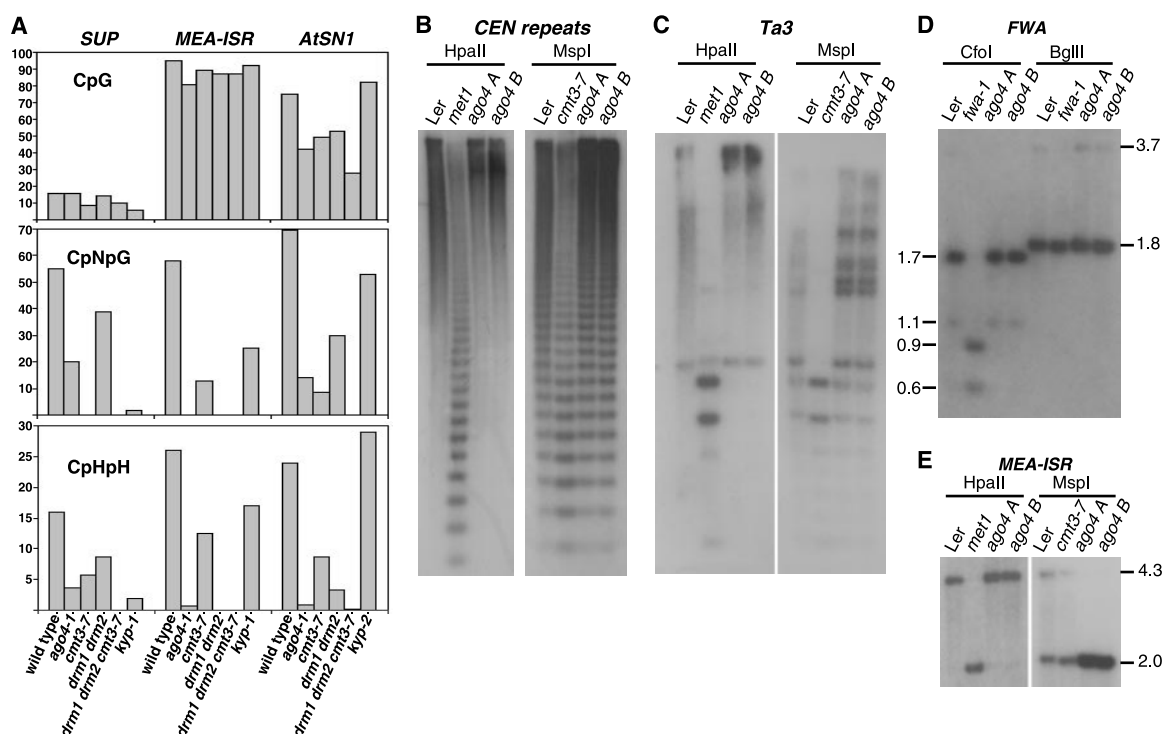 A
SUP MEA-ISR AtSN1
100
90
80
70
60
50
40
30
20
10
0
CpG
70
60
50
40
30
20
10
CpNpG
30
25
20
15
10
5
CpHpH
wild type
ago4-1
cmt3-7
drm1 drm2
drm1 drm2 cmt3-7
kyp-1
wild type
ago4-1
cmt3-7
drm1 drm2
drm1 drm2 cmt3-7
kyp-1
wild type
ago4-1
cmt3-7
drm1 drm2
drm1 drm2 cmt3-7
kyp-2
B
CEN repeats
HpaII MspI
Ler met1 ago4 A ago4 B Ler cmt3-7 ago4 A ago4 B
C
Ta3
HpaII MspI
Ler met1 ago4 A ago4 B Ler cmt3-7 ago4 A ago4 B
D
FWA
CfoI BglII
Ler fwa-1 ago4 A ago4 B Ler fwa-1 ago4 A ago4 B
3.7
1.8
1.7
1.1
0.9
0.6
E
MEA-ISR
HpaII MspI
Ler met1 ago4 A ago4 B Ler cmt3-7 ago4 A ago4 B
4.3
2.0